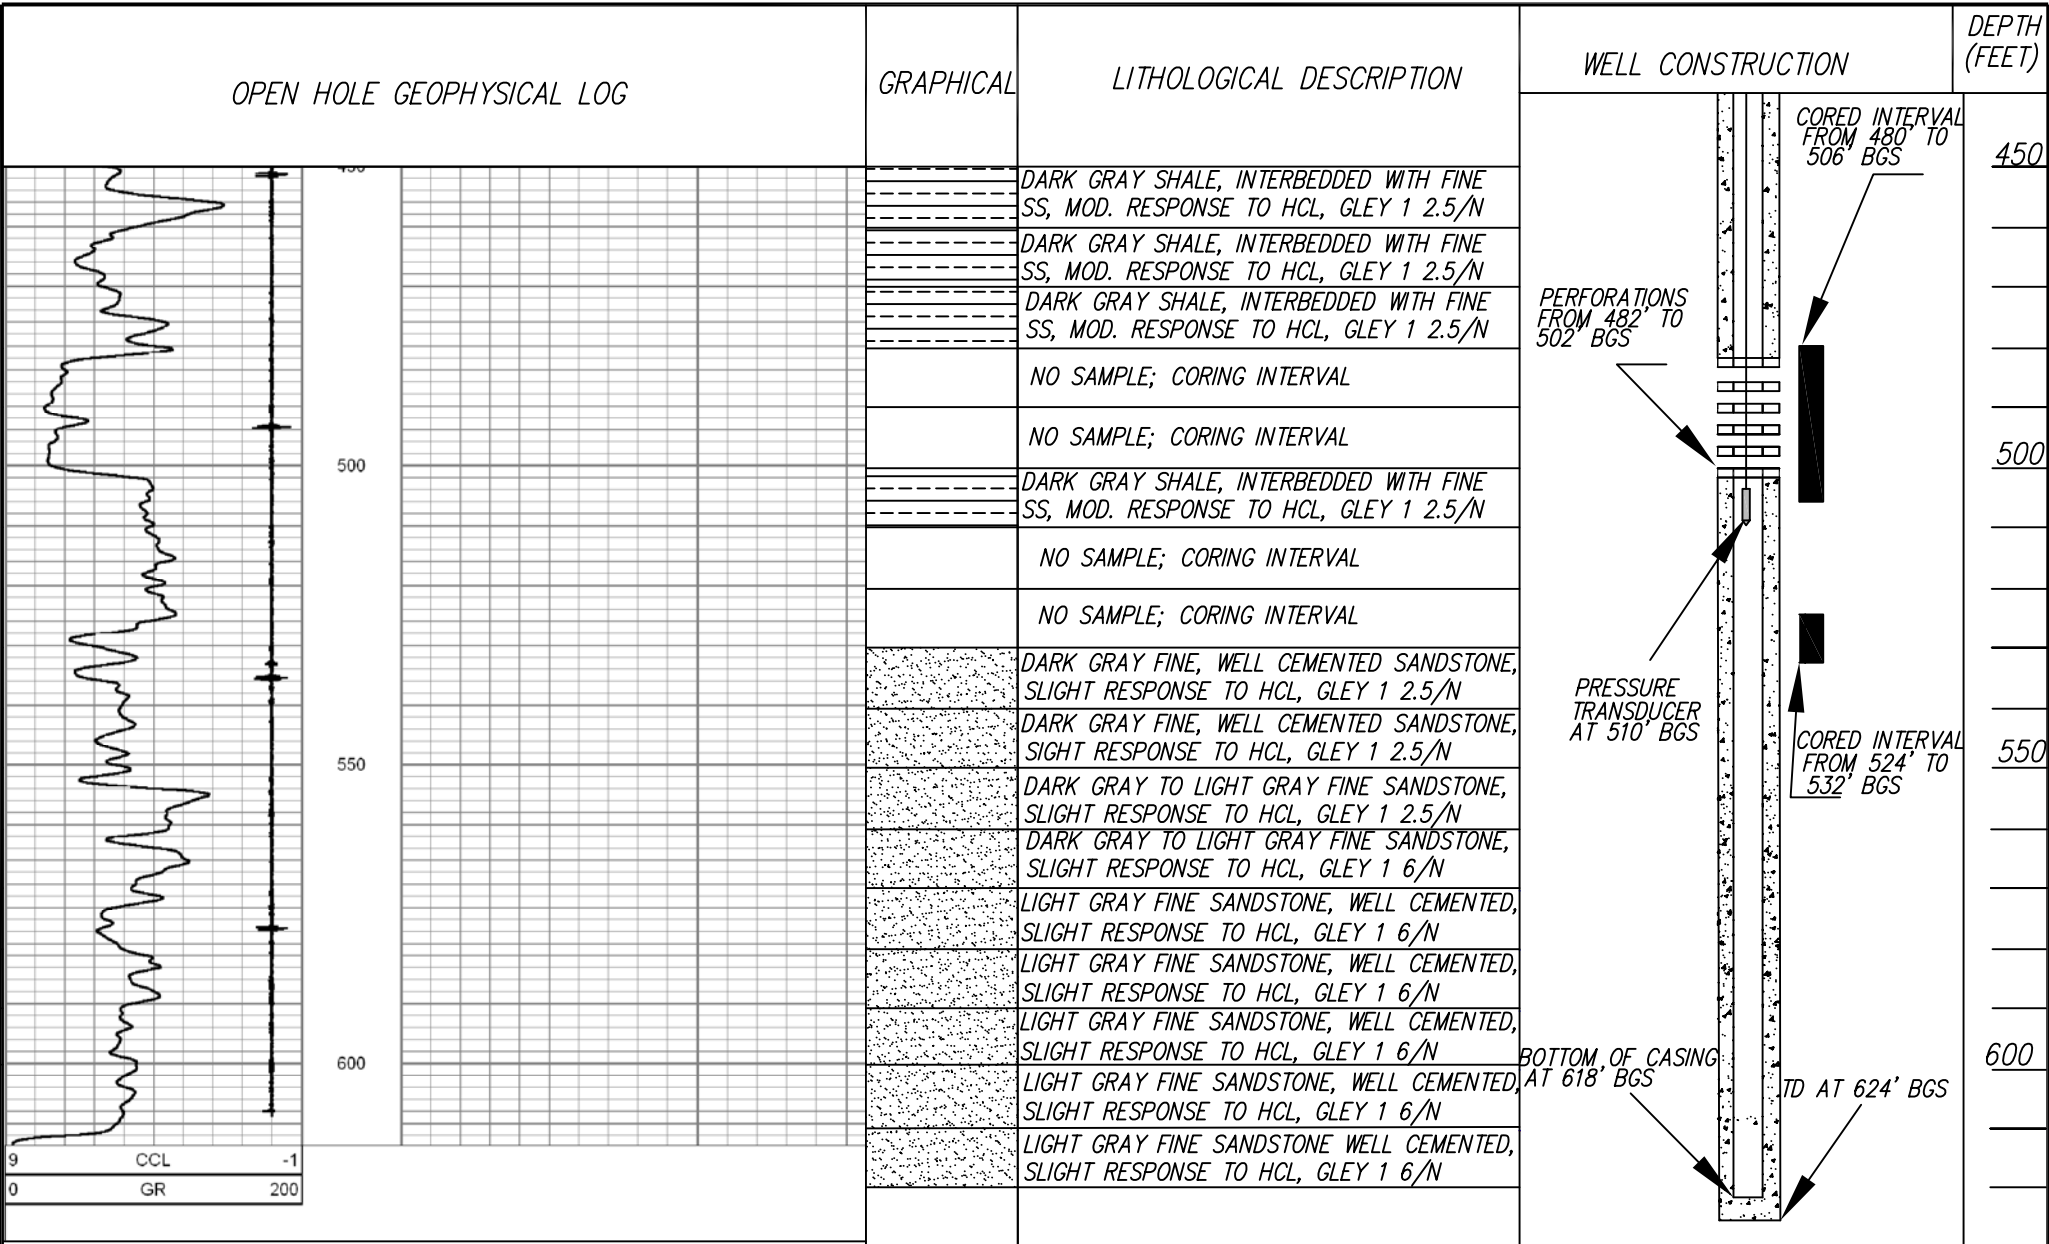 OPEN HOLE GEOPHYSICAL LOG
GRAPHICAL
LITHOLOGICAL DESCRIPTION
WELL CONSTRUCTION
DEPTH
(FEET)
500
550
600
9 CCL -1
0 GR 200
DARK GRAY SHALE, INTERBEDDED WITH FINE
SS, MOD. RESPONSE TO HCL, GLEY 1 2.5/N
DARK GRAY SHALE, INTERBEDDED WITH FINE
SS, MOD. RESPONSE TO HCL, GLEY 1 2.5/N
DARK GRAY SHALE, INTERBEDDED WITH FINE
SS, MOD. RESPONSE TO HCL, GLEY 1 2.5/N
NO SAMPLE; CORING INTERVAL
NO SAMPLE; CORING INTERVAL
DARK GRAY SHALE, INTERBEDDED WITH FINE
SS, MOD. RESPONSE TO HCL, GLEY 1 2.5/N
NO SAMPLE; CORING INTERVAL
NO SAMPLE; CORING INTERVAL
DARK GRAY FINE, WELL CEMENTED SANDSTONE,
SLIGHT RESPONSE TO HCL, GLEY 1 2.5/N
DARK GRAY FINE, WELL CEMENTED SANDSTONE,
SIGHT RESPONSE TO HCL, GLEY 1 2.5/N
DARK GRAY TO LIGHT GRAY FINE SANDSTONE,
SLIGHT RESPONSE TO HCL, GLEY 1 2.5/N
DARK GRAY TO LIGHT GRAY FINE SANDSTONE,
SLIGHT RESPONSE TO HCL, GLEY 1 6/N
LIGHT GRAY FINE SANDSTONE, WELL CEMENTED,
SLIGHT RESPONSE TO HCL, GLEY 1 6/N
LIGHT GRAY FINE SANDSTONE, WELL CEMENTED,
SLIGHT RESPONSE TO HCL, GLEY 1 6/N
LIGHT GRAY FINE SANDSTONE, WELL CEMENTED,
SLIGHT RESPONSE TO HCL, GLEY 1 6/N
LIGHT GRAY FINE SANDSTONE, WELL CEMENTED,
SLIGHT RESPONSE TO HCL, GLEY 1 6/N
LIGHT GRAY FINE SANDSTONE WELL CEMENTED,
SLIGHT RESPONSE TO HCL, GLEY 1 6/N
CORED INTERVAL
FROM 480' TO
506' BGS
PERFORATIONS
FROM 482' TO
502' BGS
PRESSURE
TRANSDUCER
AT 510' BGS
CORED INTERVAL
FROM 524' TO
532' BGS
BOTTOM OF CASING
AT 618' BGS
TD AT 624' BGS
450
500
550
600